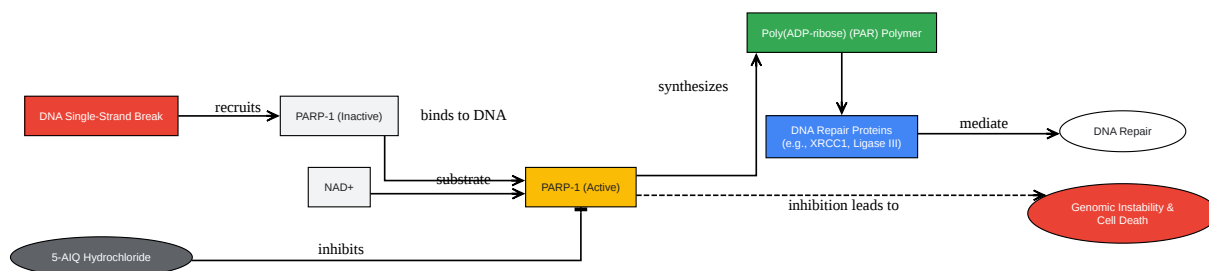 Poly(ADP-ribose) (PAR) Polymer
synthesizes
DNA Single-Strand Break
recruits
PARP-1 (Inactive)
binds to DNA
DNA Repair Proteins
(e.g., XRCC1, Ligase III)
mediate
DNA Repair
NAD+
substrate
PARP-1 (Active)
inhibition leads to
Genomic Instability &
Cell Death
5-AIQ Hydrochloride
inhibits